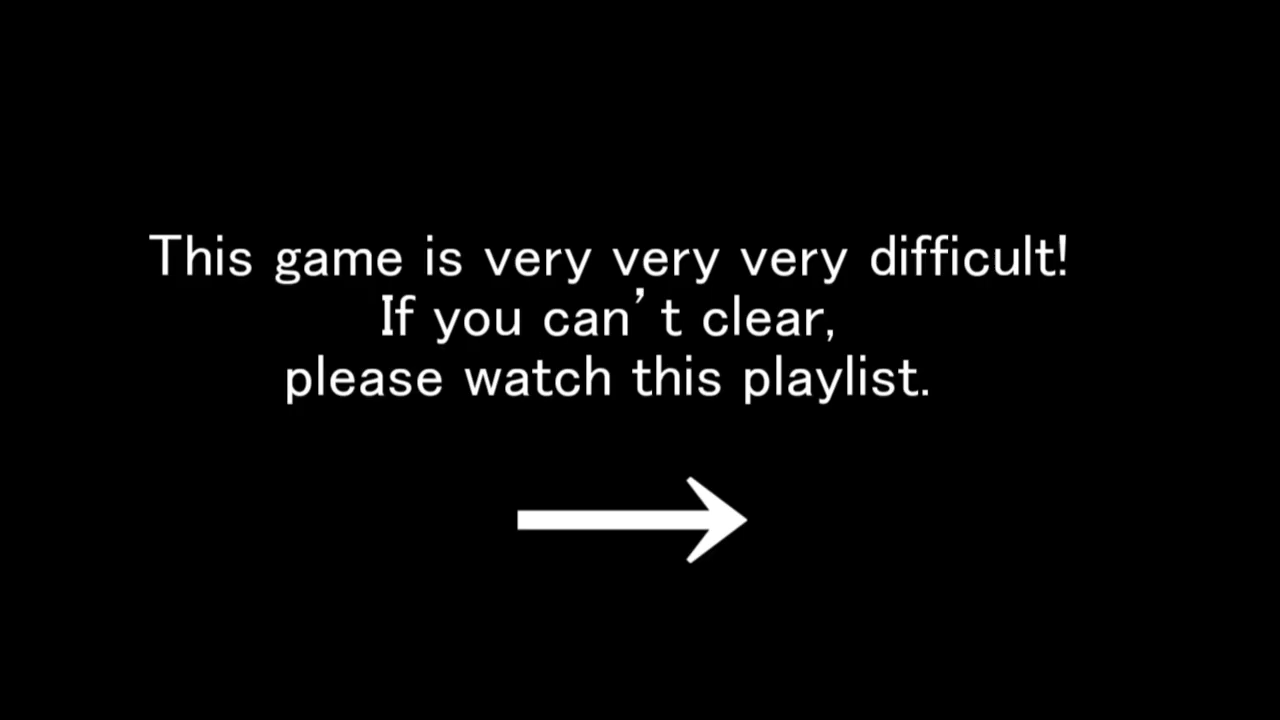 This game is very very very difficult!
If you can’t clear,
please watch this playlist.